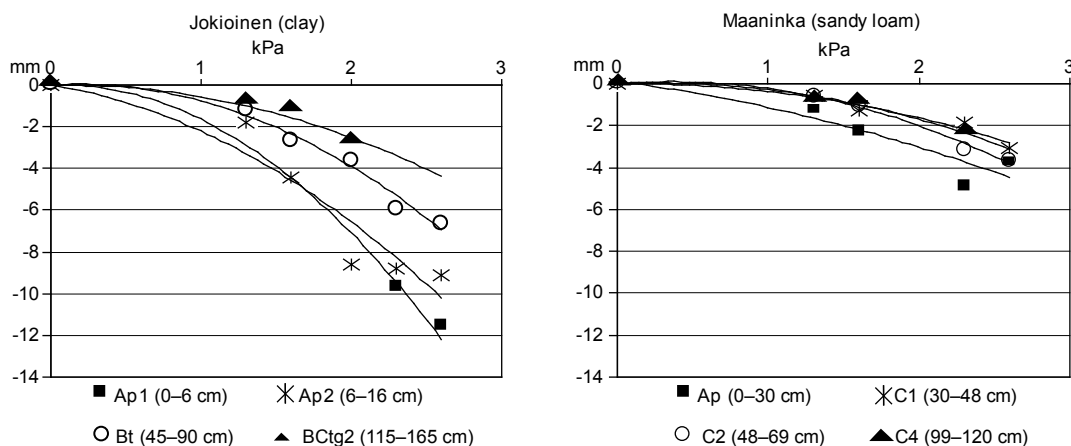 Jokioinen (clay)
kPa
mm 0 1 2 3
0
-2
-4
-6
-8
-10
-12
-14
Ap1 (0–6 cm) Ap2 (6–16 cm)
Bt (45–90 cm) BCtg2 (115–165 cm)
Maaninka (sandy loam)
kPa
mm 0 1 2 3
0
-2
-4
-6
-8
-10
-12
-14
Ap (0–30 cm) C1 (30–48 cm)
C2 (48–69 cm) C4 (99–120 cm)